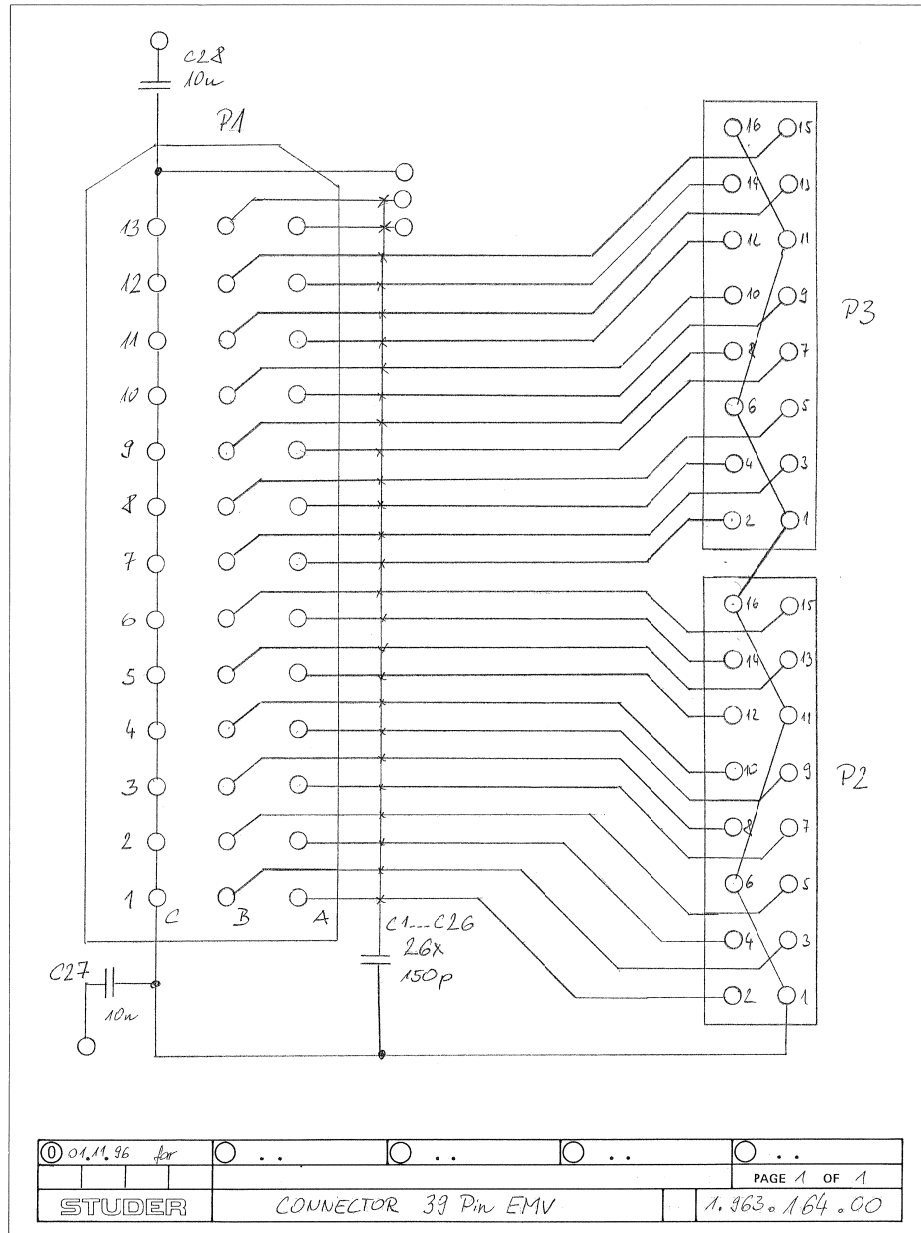 C28
10n
P1
16 15
14 13
12 11
10 9
8 7
6 5
4 3
2 1
P3
13
12
11
10
9
8
7
6
5
4
3
2
1 C B A
16 15
14 13
12 11
10 9
8 7
6 5
4 3
2 1
P2
C1---C26
26x
150p
C27
10n
0 01.11.96 . . . . . . . .
PAGE 1 OF 1
STUDER CONNECTOR 39 Pin EMV 1.963.164.00